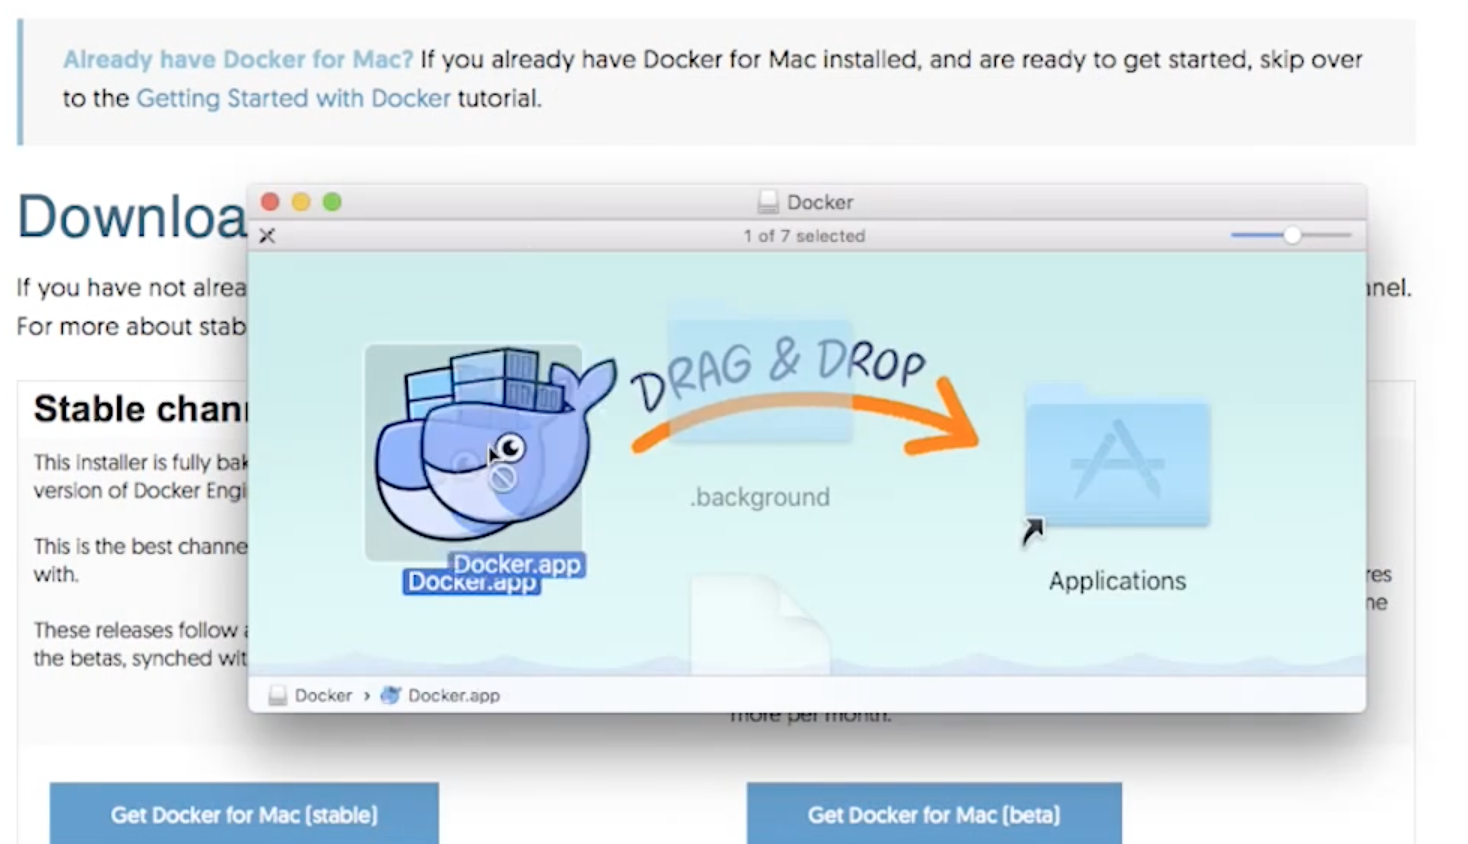 Already have Docker for Mac? If you already have Docker for Mac installed, and are ready to get started, skip over
to the Getting Started with Docker tutorial.
Downloa
If you have not alrea
nnel.
For more about stab
Stable chan
This installer is fully bak
version of Docker Engi
This is the best channe
with.
These releases follow a
the betas, synched wit
res
ne
more per month.
Get Docker for Mac (stable)
Get Docker for Mac (beta)
Docker
1 of 7 selected
DRAG & DROP
.background
Docker.app
Docker.app
Applications
Docker › Docker.app